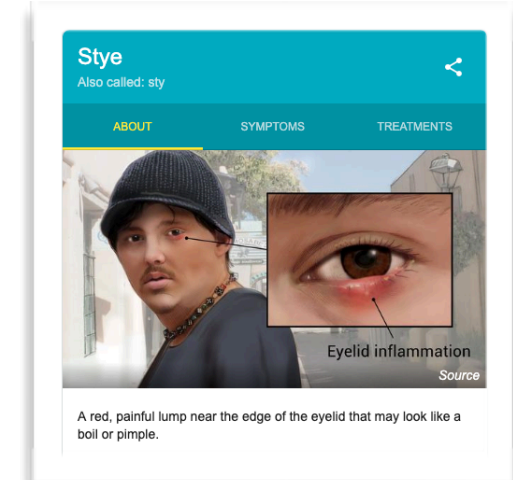 Stye
Also called: sty
ABOUT
SYMPTOMS
TREATMENTS
Eyelid inflammation
Source
A red, painful lump near the edge of the eyelid that may look like a
boil or pimple.